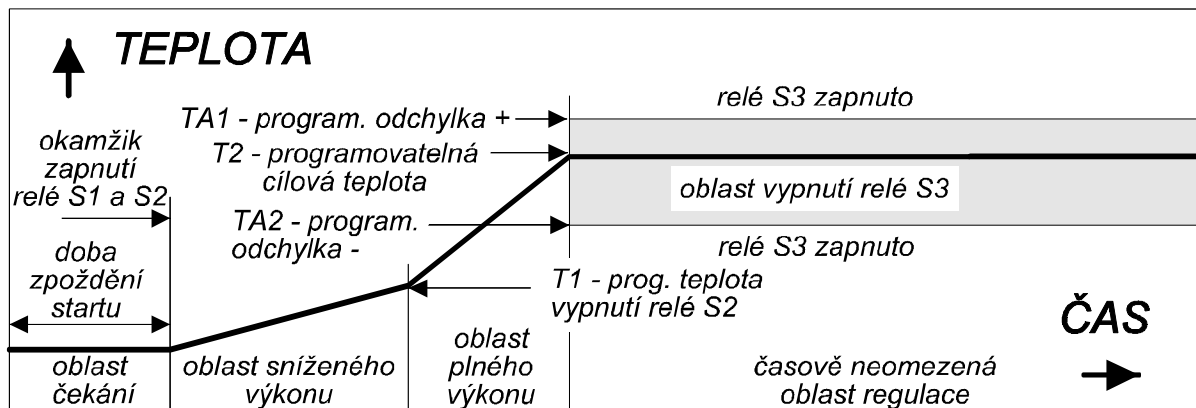 TEPLOTA
okamžik
zapnutí
relé S1 a S2
doba
zpoždění
startu
oblast
čekání
oblast sníženého
výkonu
TA1 - program. odchylka +
T2 - programovatelná
cílová teplota
TA2 - program.
odchylka -
T1 - prog. teplota
vypnutí relé S2
oblast
plného
výkonu
relé S3 zapnuto
oblast vypnutí relé S3
relé S3 zapnuto
ČAS
časově neomezená
oblast regulace